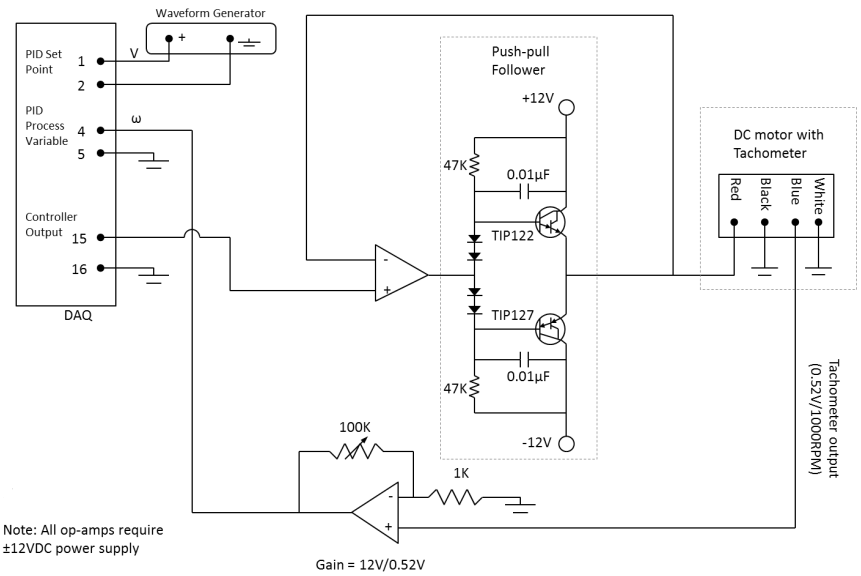 Waveform Generator
+
PID Set
Point
1
V
2
PID
Process
Variable
4
ω
5
Controller
Output
15
16
DAQ
-
+
Push-pull
Follower
+12V
47K
0.01µF
TIP122
TIP127
0.01µF
47K
-12V
DC motor with
Tachometer
Red
Black
Blue
White
Tachometer output
(0.52V/1000RPM)
100K
1K
-
+
Gain = 12V/0.52V
Note: All op-amps require
±12VDC power supply